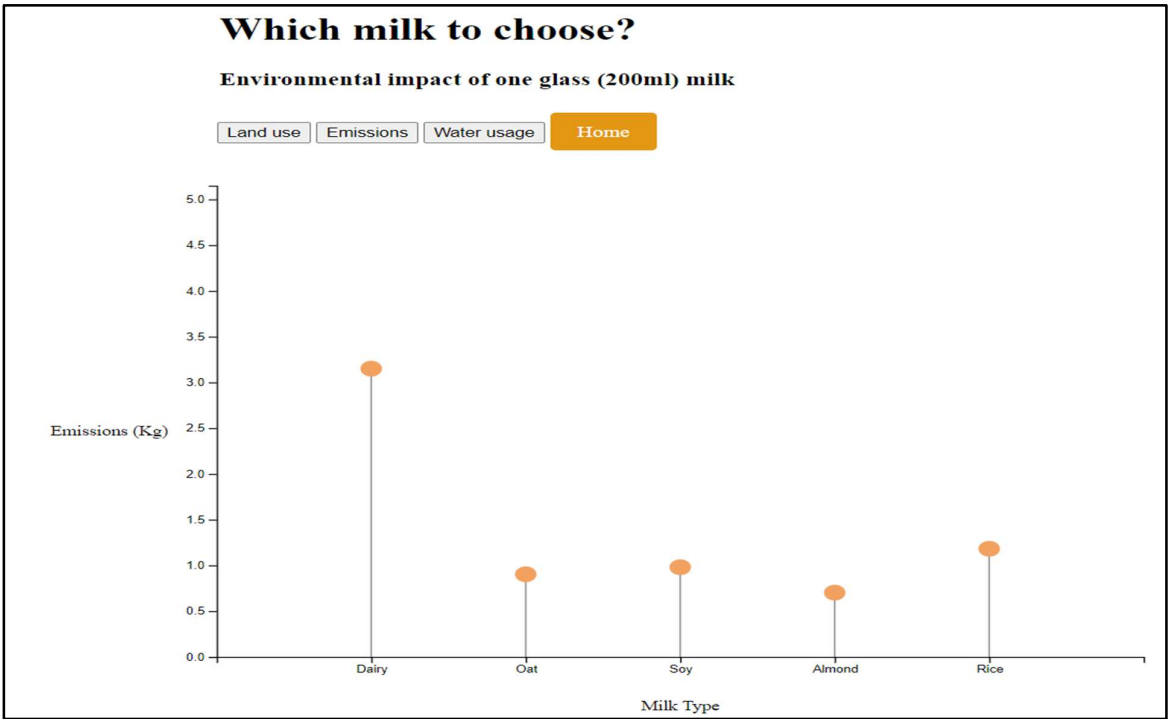 Which milk to choose?
Environmental impact of one glass (200ml) milk
Land use Emissions Water usage Home
5.0
4.5
4.0
3.5
3.0
Emissions (Kg) 2.5
2.0
1.5
1.0
0.5
0.0
Dairy Oat Soy Almond Rice
Milk Type